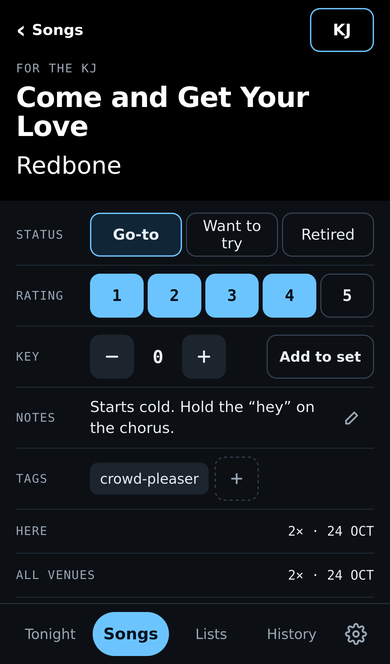 ‹ Songs
KJ
FOR THE KJ
Come and Get Your
Love
Redbone
STATUS
Go-to
Want to
try
Retired
RATING
1 2 3 4 5
KEY
− 0 +
Add to set
NOTES
Starts cold. Hold the “hey” on
the chorus.
TAGS
crowd-pleaser
+
HERE
2× · 24 OCT
ALL VENUES
2× · 24 OCT
Tonight
Songs
Lists
History